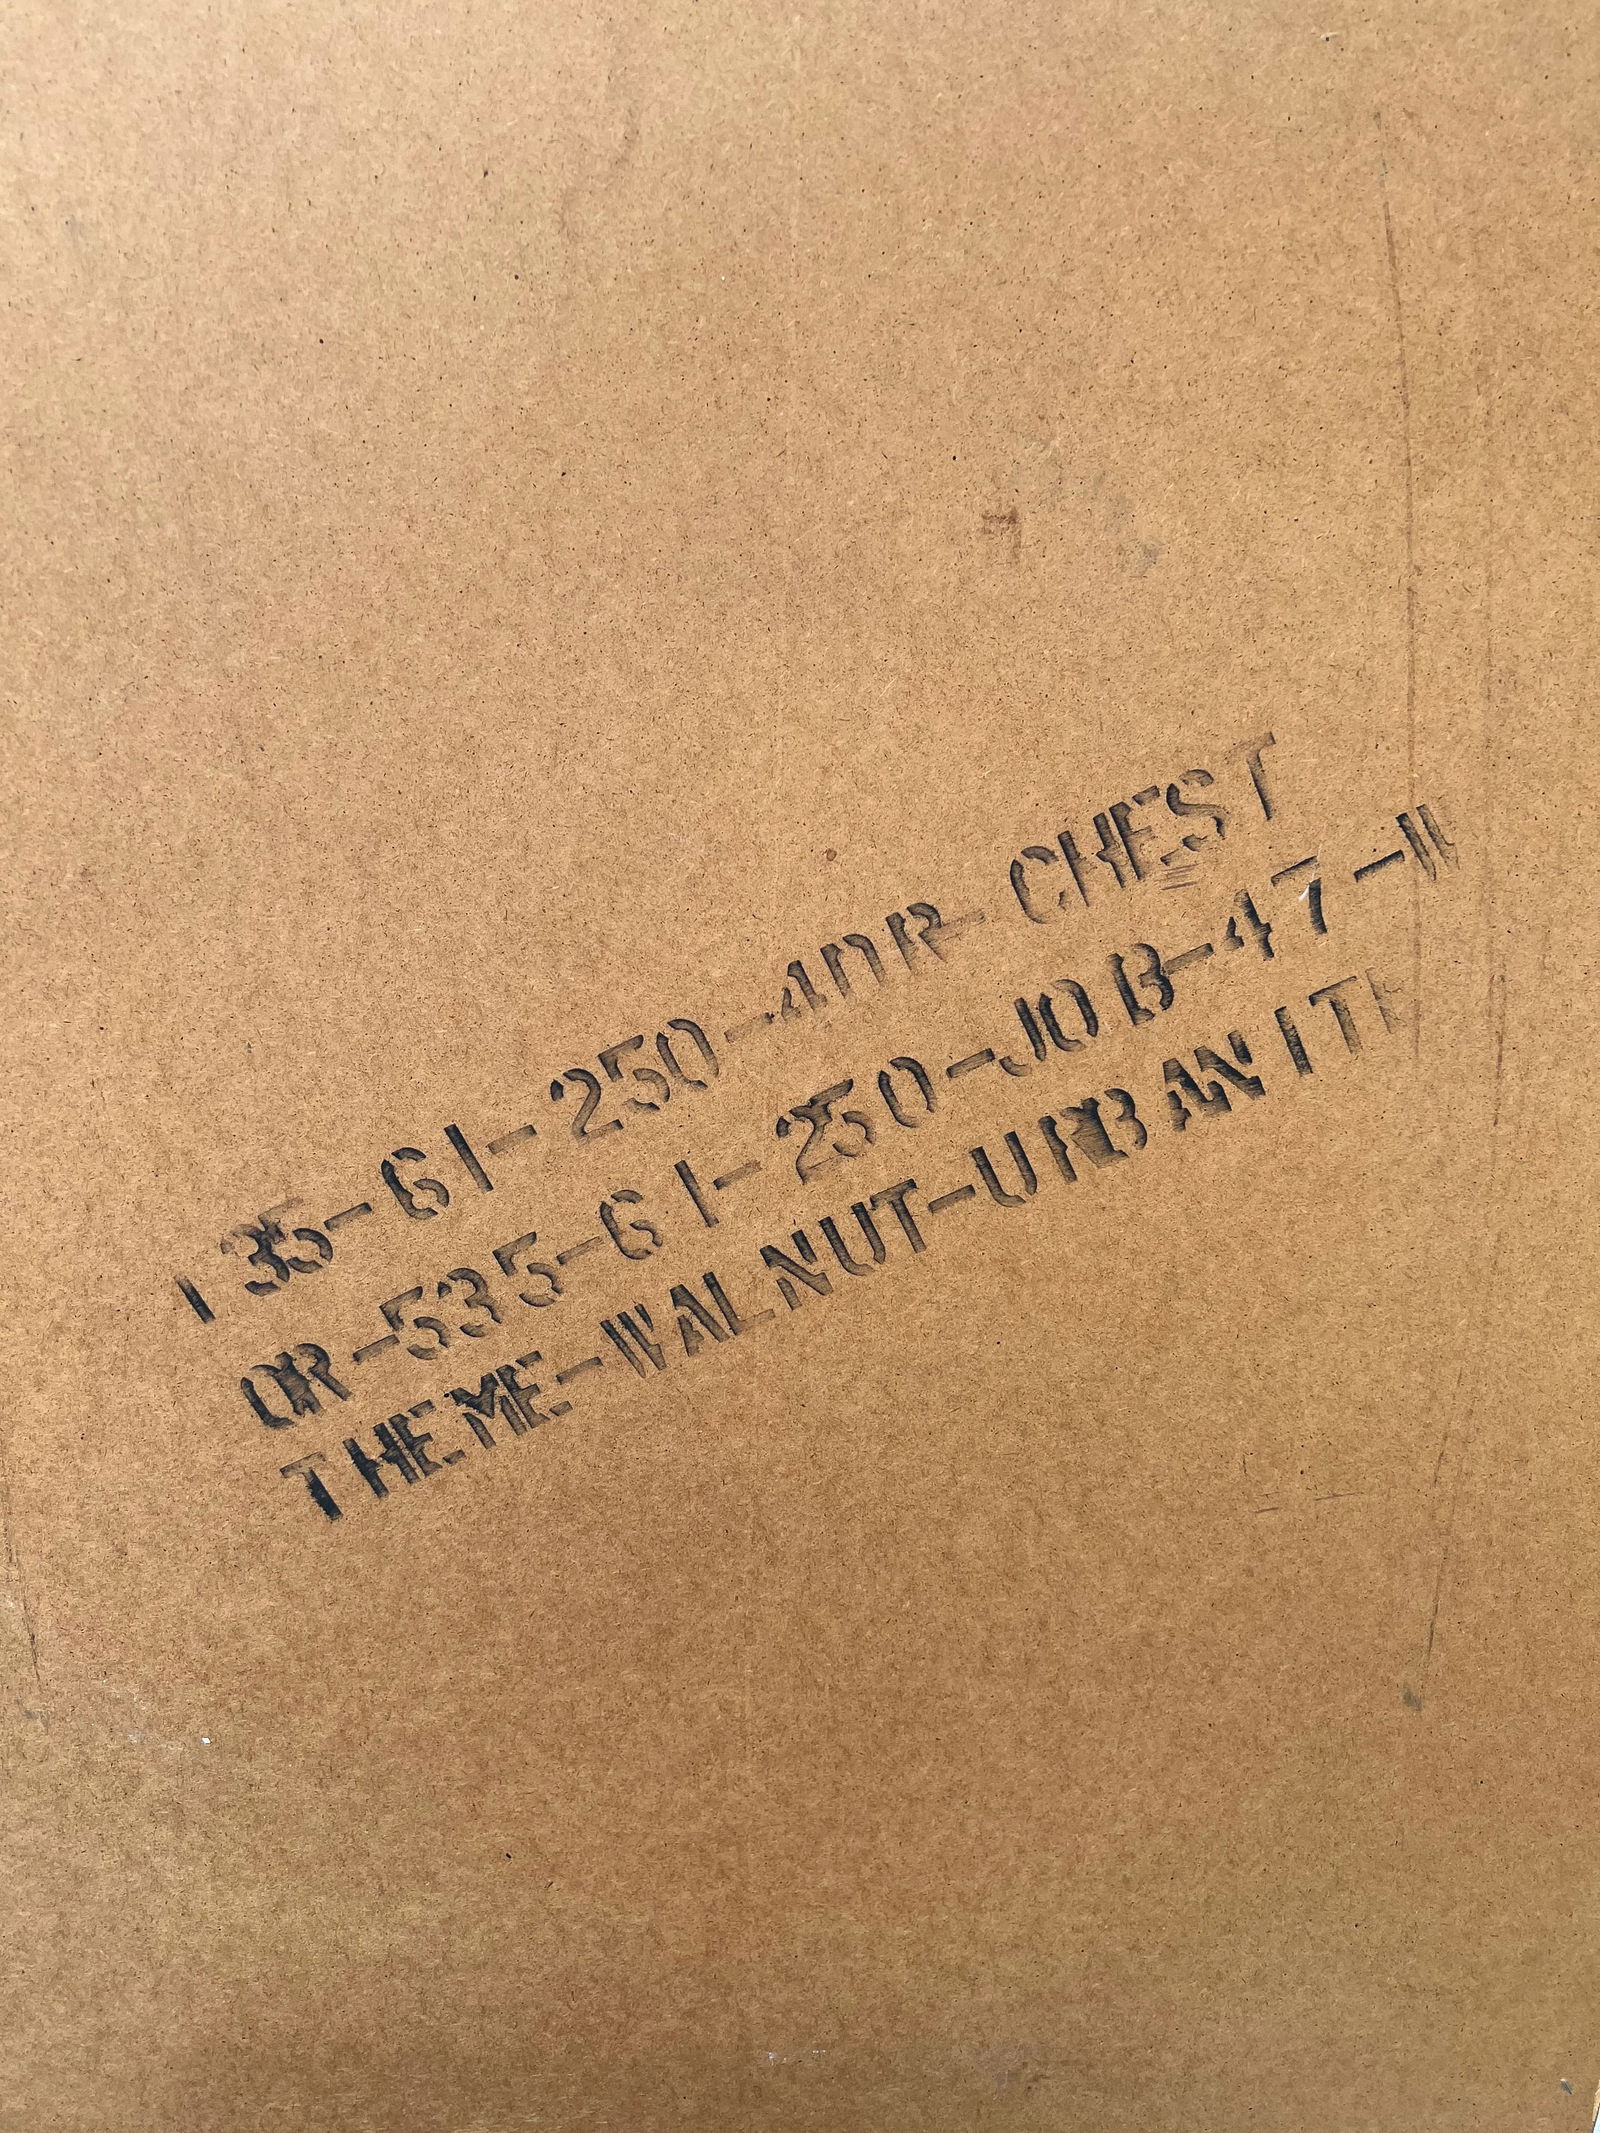 135-61-250-4DR-CHEST
OR-535-61-250-JOB-47-W
THEME-WALNUT-URBANITE